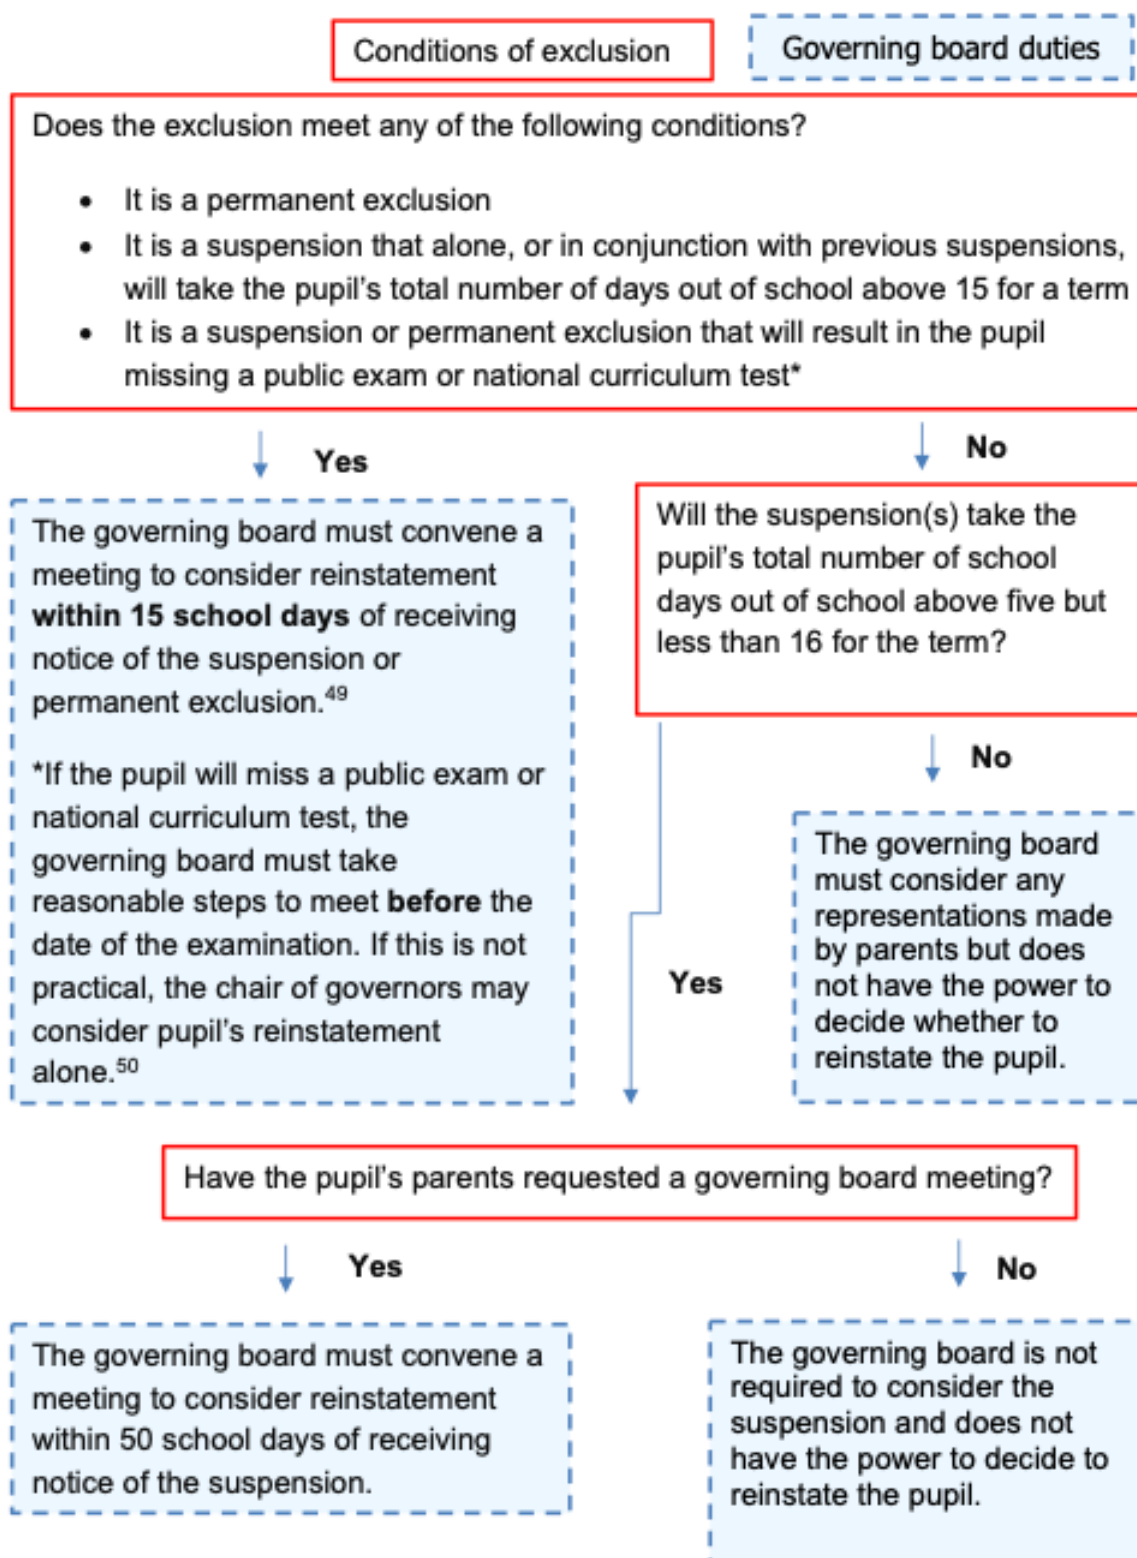 Conditions of exclusion
Governing board duties
Does the exclusion meet any of the following conditions?
• It is a permanent exclusion
• It is a suspension that alone, or in conjunction with previous suspensions,
will take the pupil's total number of days out of school above 15 for a term
• It is a suspension or permanent exclusion that will result in the pupil
missing a public exam or national curriculum test*
Yes
No
The governing board must convene a
meeting to consider reinstatement
within 15 school days of receiving
notice of the suspension or
permanent exclusion.49
*If the pupil will miss a public exam or
national curriculum test, the
governing board must take
reasonable steps to meet before the
date of the examination. If this is not
practical, the chair of governors may
consider pupil's reinstatement
alone.50
Will the suspension(s) take the
pupil's total number of school
days out of school above five but
less than 16 for the term?
No
The governing board
must consider any
representations made
by parents but does
not have the power to
decide whether to
reinstate the pupil.
Yes
Have the pupil's parents requested a governing board meeting?
Yes
No
The governing board must convene a
meeting to consider reinstatement
within 50 school days of receiving
notice of the suspension.
The governing board is not
required to consider the
suspension and does not
have the power to decide to
reinstate the pupil.